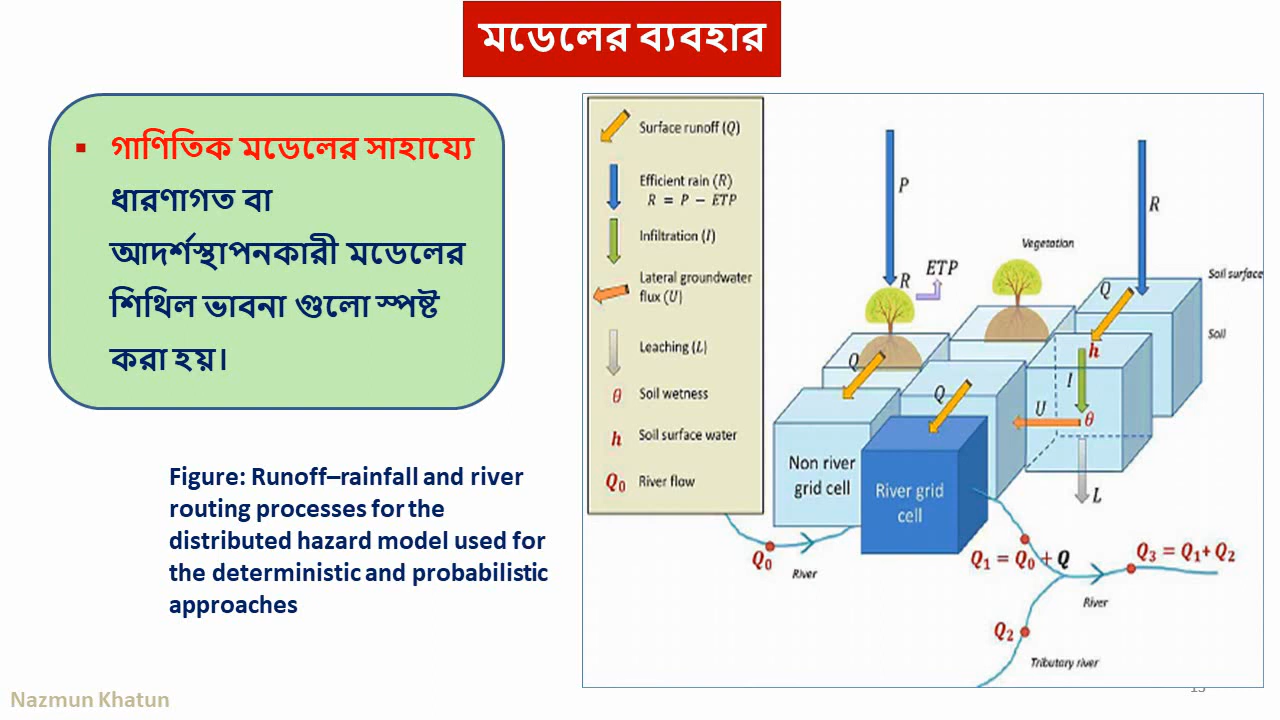 মডেলের ব্যবহার
▪ গাণিতিক মডেলের সাহায্যে
ধারণাগত বা
আদর্শস্থাপনকারী মডেলের
শিথিল ভাবনা গুলো স্পষ্ট
করা হয়।
Figure: Runoff–rainfall and river
routing processes for the
distributed hazard model used for
the deterministic and probabilistic
approaches
Surface runoff (Q)
Efficient rain (R)
R = P − ETP
Infiltration (I)
Lateral groundwater
flux (U)
Leaching (L)
θ Soil wetness
h Soil surface water
Q₀ River flow
P
R
ETP
Vegetation
R
Soil surface
Soil
Q
Q
Q
h
I
U
θ
L
Non river
grid cell
River grid
cell
Q₀
River
Q₁ = Q₀ + Q
Q₃ = Q₁+ Q₂
River
Q₂
Tributary river
Nazmun Khatun